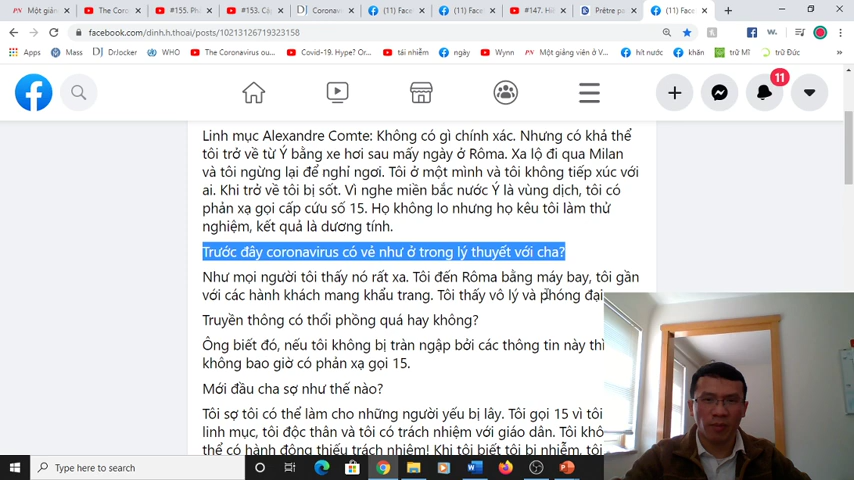 Một giảng
The Coro
#155. Ph
#153. Că
Coronavi
(11) Face
(11) Face
#147. Hi
Prêtre pa
(11) Face
facebook.com/dinh.h.thoai/posts/10213126719323158
Apps
Mass
DrJocker
WHO
The Coronavirus ou...
Covid-19. Hype? Or...
tái nhiễm
ngày
Wynn
Một giảng viên ở V...
hít nước
khăn
trữ MĨ
trữ Đức
11
Linh mục Alexandre Comte: Không có gì chính xác. Nhưng có khả thể
tôi trở về từ Ý bằng xe hơi sau mấy ngày ở Rôma. Xa lộ đi qua Milan
và tôi ngừng lại để nghỉ ngơi. Tôi ở một mình và tôi không tiếp xúc với
ai. Khi trở về tôi bị sốt. Vì nghe miền bắc nước Ý là vùng dịch, tôi có
phản xạ gọi cấp cứu số 15. Họ không lo nhưng họ kêu tôi làm thử
nghiệm, kết quả là dương tính.
Trước đây coronavirus có vẻ như ở trong lý thuyết với cha?
Như mọi người tôi thấy nó rất xa. Tôi đến Rôma bằng máy bay, tôi gần
với các hành khách mang khẩu trang. Tôi thấy vô lý và phóng đại
Truyền thông có thổi phồng quá hay không?
Ông biết đó, nếu tôi không bị tràn ngập bởi các thông tin này thì
không bao giờ có phản xạ gọi 15.
Mới đầu cha sợ như thế nào?
Tôi sợ tôi có thể làm cho những người yếu bị lây. Tôi gọi 15 vì tôi
linh mục, tôi độc thân và tôi có trách nhiệm với giáo dân. Tôi khô
thể có hành động thiếu trách nhiệm! Khi tôi biết tôi bị nhiễm, tôi
Type here to search